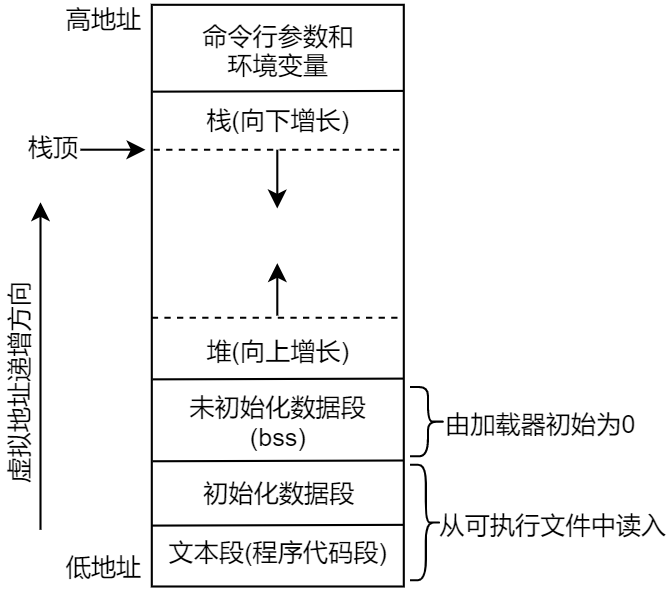 高地址
命令行参数和
环境变量
栈(向下增长)
栈顶
虚拟地址递增方向
堆(向上增长)
未初始化数据段
(bss)
由加载器初始为0
初始化数据段
从可执行文件中读入
文本段(程序代码段)
低地址